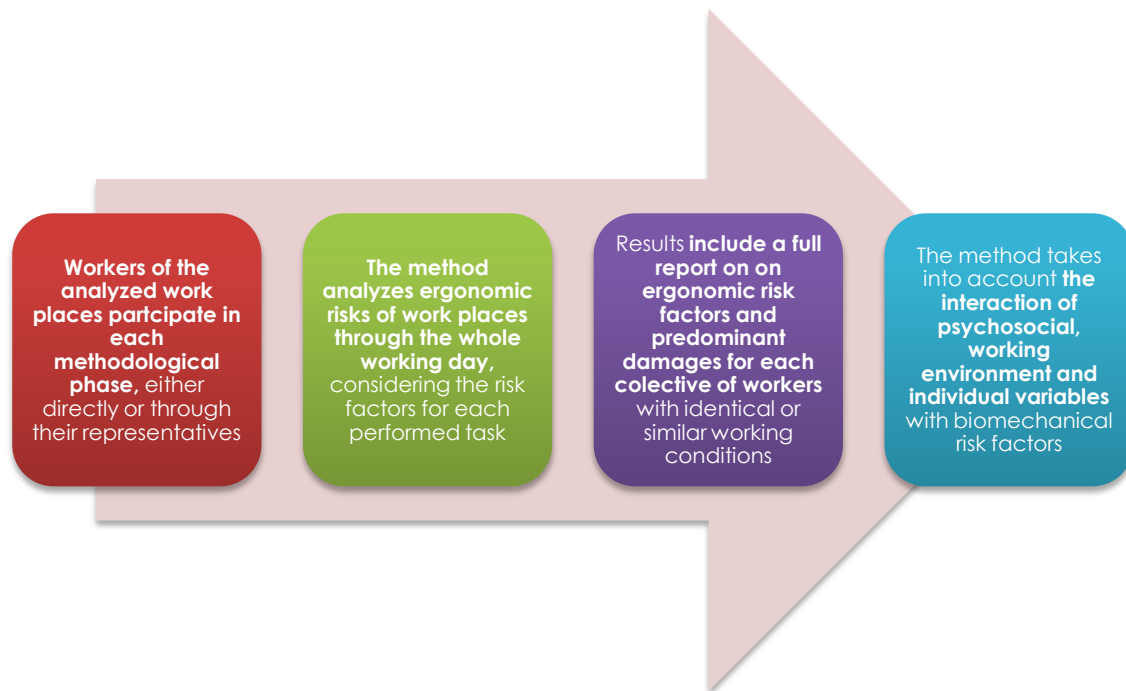 Workers of the
analyzed work
places partcipate in
each
methodological
phase, either
directly or through
their representatives
The method
analyzes ergonomic
risks of work places
through the whole
working day,
considering the risk
factors for each
performed task
Results include a full
report on on
ergonomic risk
factors and
predominant
damages for each
colective of workers
with identical or
similar working
conditions
The method takes
into account the
interaction of
psychosocial,
working
environment and
individual variables
with biomechanical
risk factors